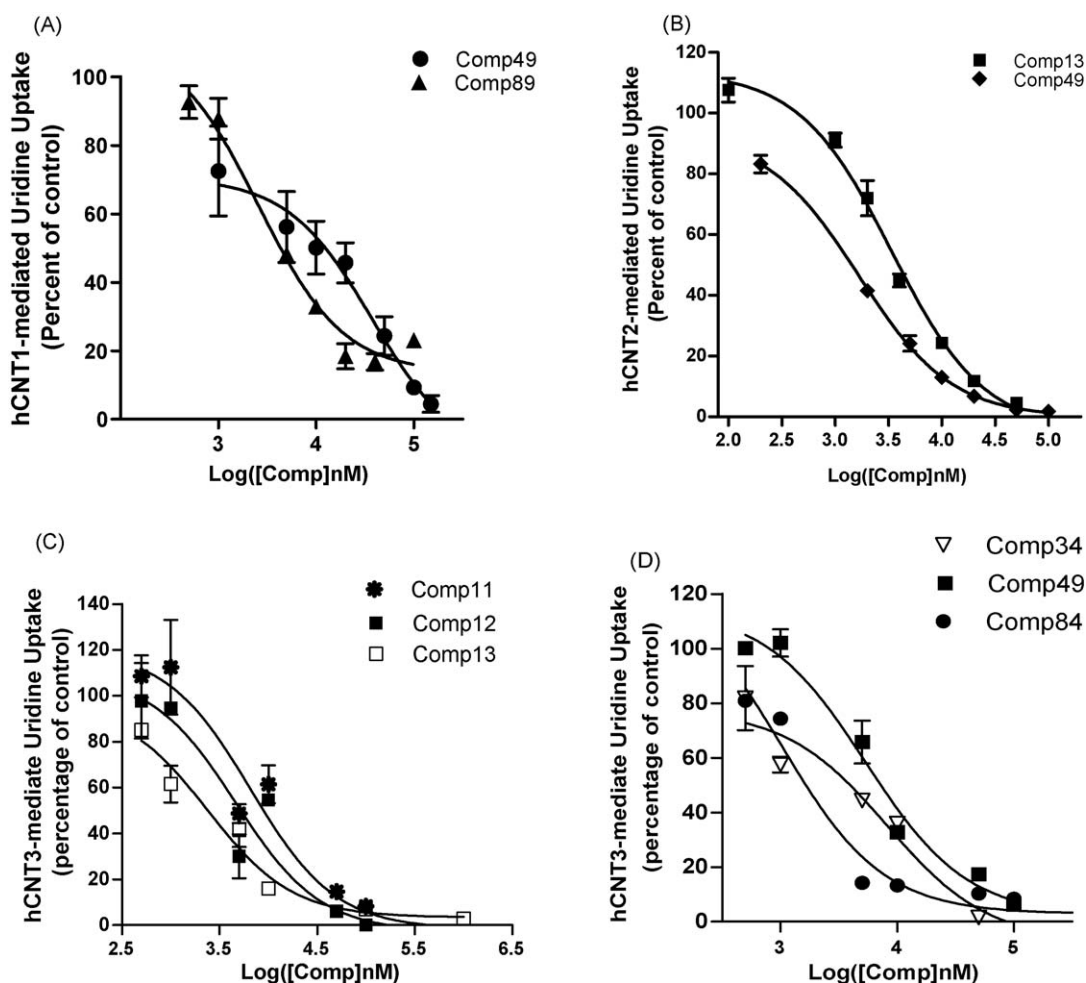 (A)
Comp49
Comp89
hCNT1-mediated Uridine Uptake
(Percent of control)
100
80
60
40
20
0
3
4
5
Log([Comp]nM)
(B)
Comp13
Comp49
hCNT2-mediated Uridine Uptake
(Percent of control)
120
100
80
60
40
20
0
2.0
2.5
3.0
3.5
4.0
4.5
5.0
Log([Comp]nM)
(C)
Comp11
Comp12
Comp13
hCNT3-mediate Uridine Uptake
(percentage of control)
140
120
100
80
60
40
20
0
2.5
3.5
4.5
5.5
6.5
Log([Comp]nM)
(D)
Comp34
Comp49
Comp84
hCNT3-mediate Uridine Uptake
(percentage of control)
120
100
80
60
40
20
0
3
4
5
Log([Comp]nM)